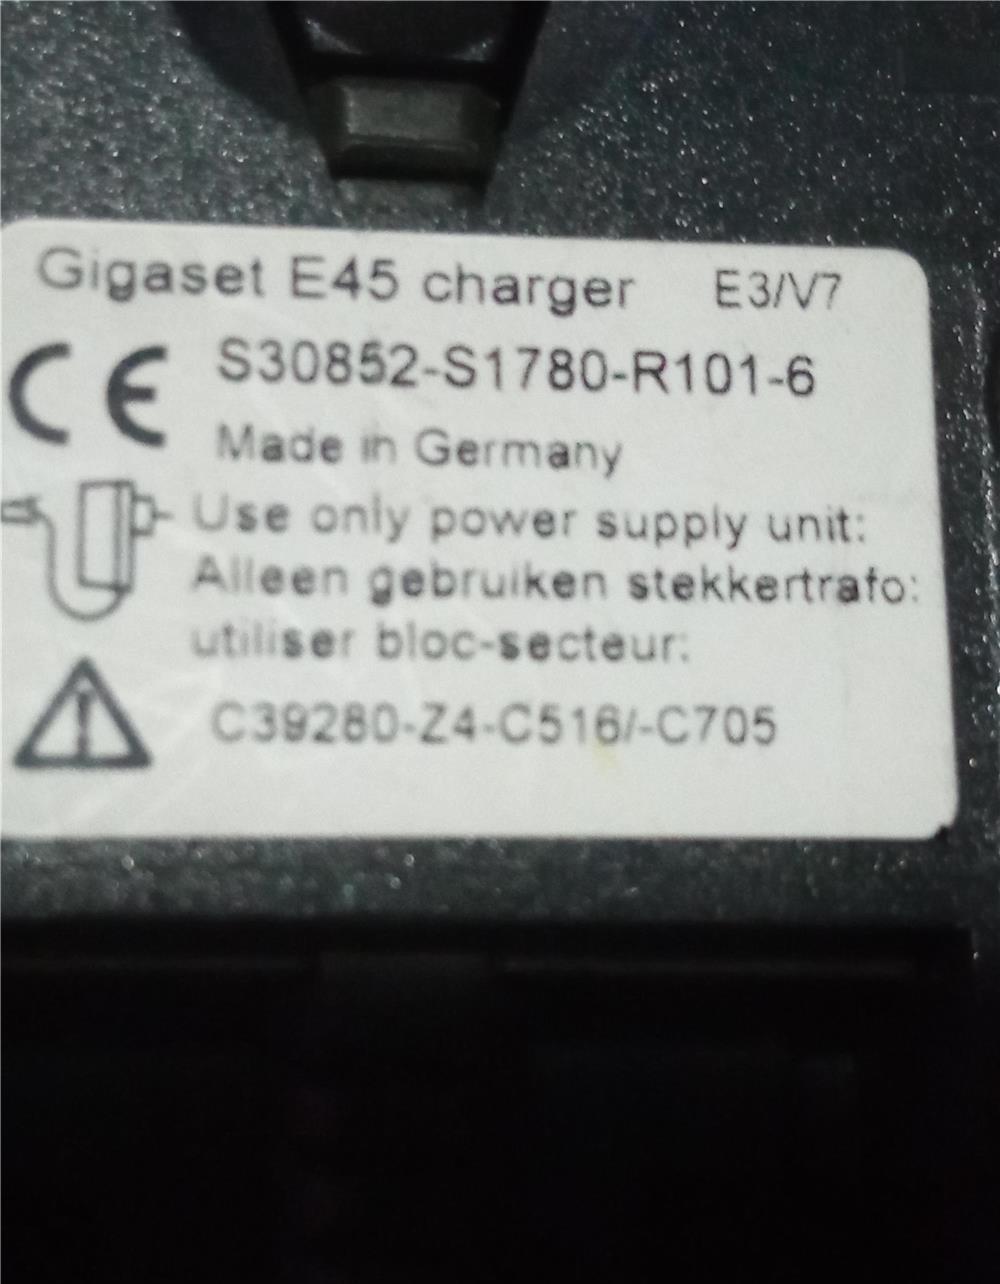 Gigaset E45 charger E3/V7
CE S30852-S1780-R101-6
Made in Germany
Use only power supply unit:
Alleen gebruiken stekkertrafo:
utiliser bloc-secteur:
C39280-Z4-C516/-C705